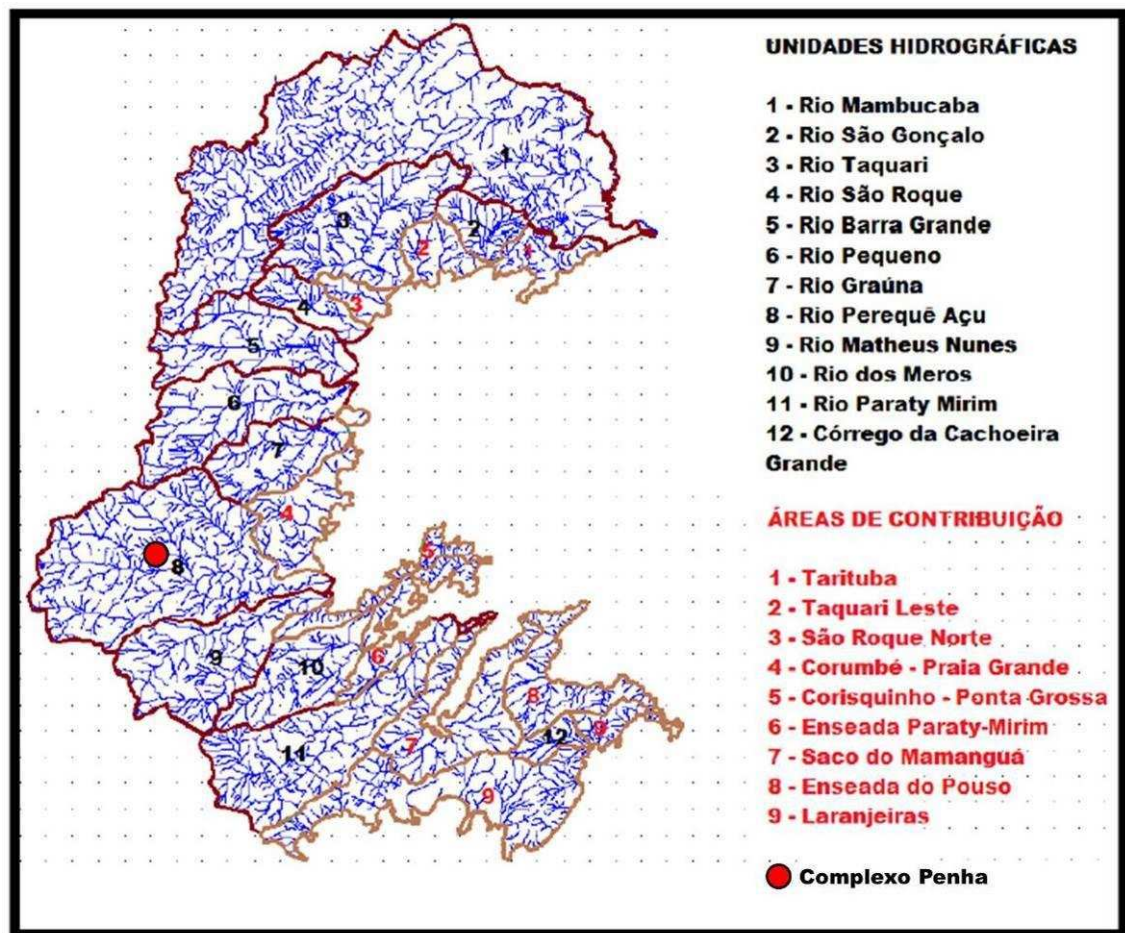 UNIDADES HIDROGRÁFICAS
1 - Rio Mambucaba
2 - Rio São Gonçalo
3 - Rio Taquari
4 - Rio São Roque
5 - Rio Barra Grande
6 - Rio Pequeno
7 - Rio Graúna
8 - Rio Perequê Açu
9 - Rio Matheus Nunes
10 - Rio dos Meros
11 - Rio Paraty Mirim
12 - Córrego da Cachoeira
Grande
ÁREAS DE CONTRIBUIÇÃO
1 - Tarituba
2 - Taquari Leste
3 - São Roque Norte
4 - Corumbé - Praia Grande
5 - Corisquinho - Ponta Grossa
6 - Enseada Paraty-Mirim
7 - Saco do Mamanguá
8 - Enseada do Pouso
9 - Laranjeiras
Complexo Penha
1
3
2
2
1
4
3
5
6
7
4
8
5
9
10
6
8
11
7
12
9
9